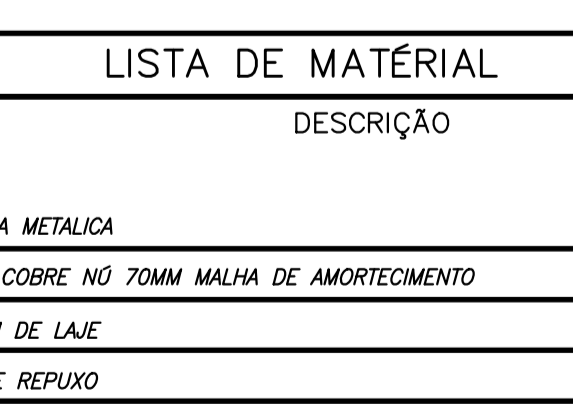 LISTA DE MATÉRIAL
DESCRIÇÃO
A METALICA
COBRE NÚ 70MM MALHA DE AMORTECIMENTO
DE LAJE
E REPUXO